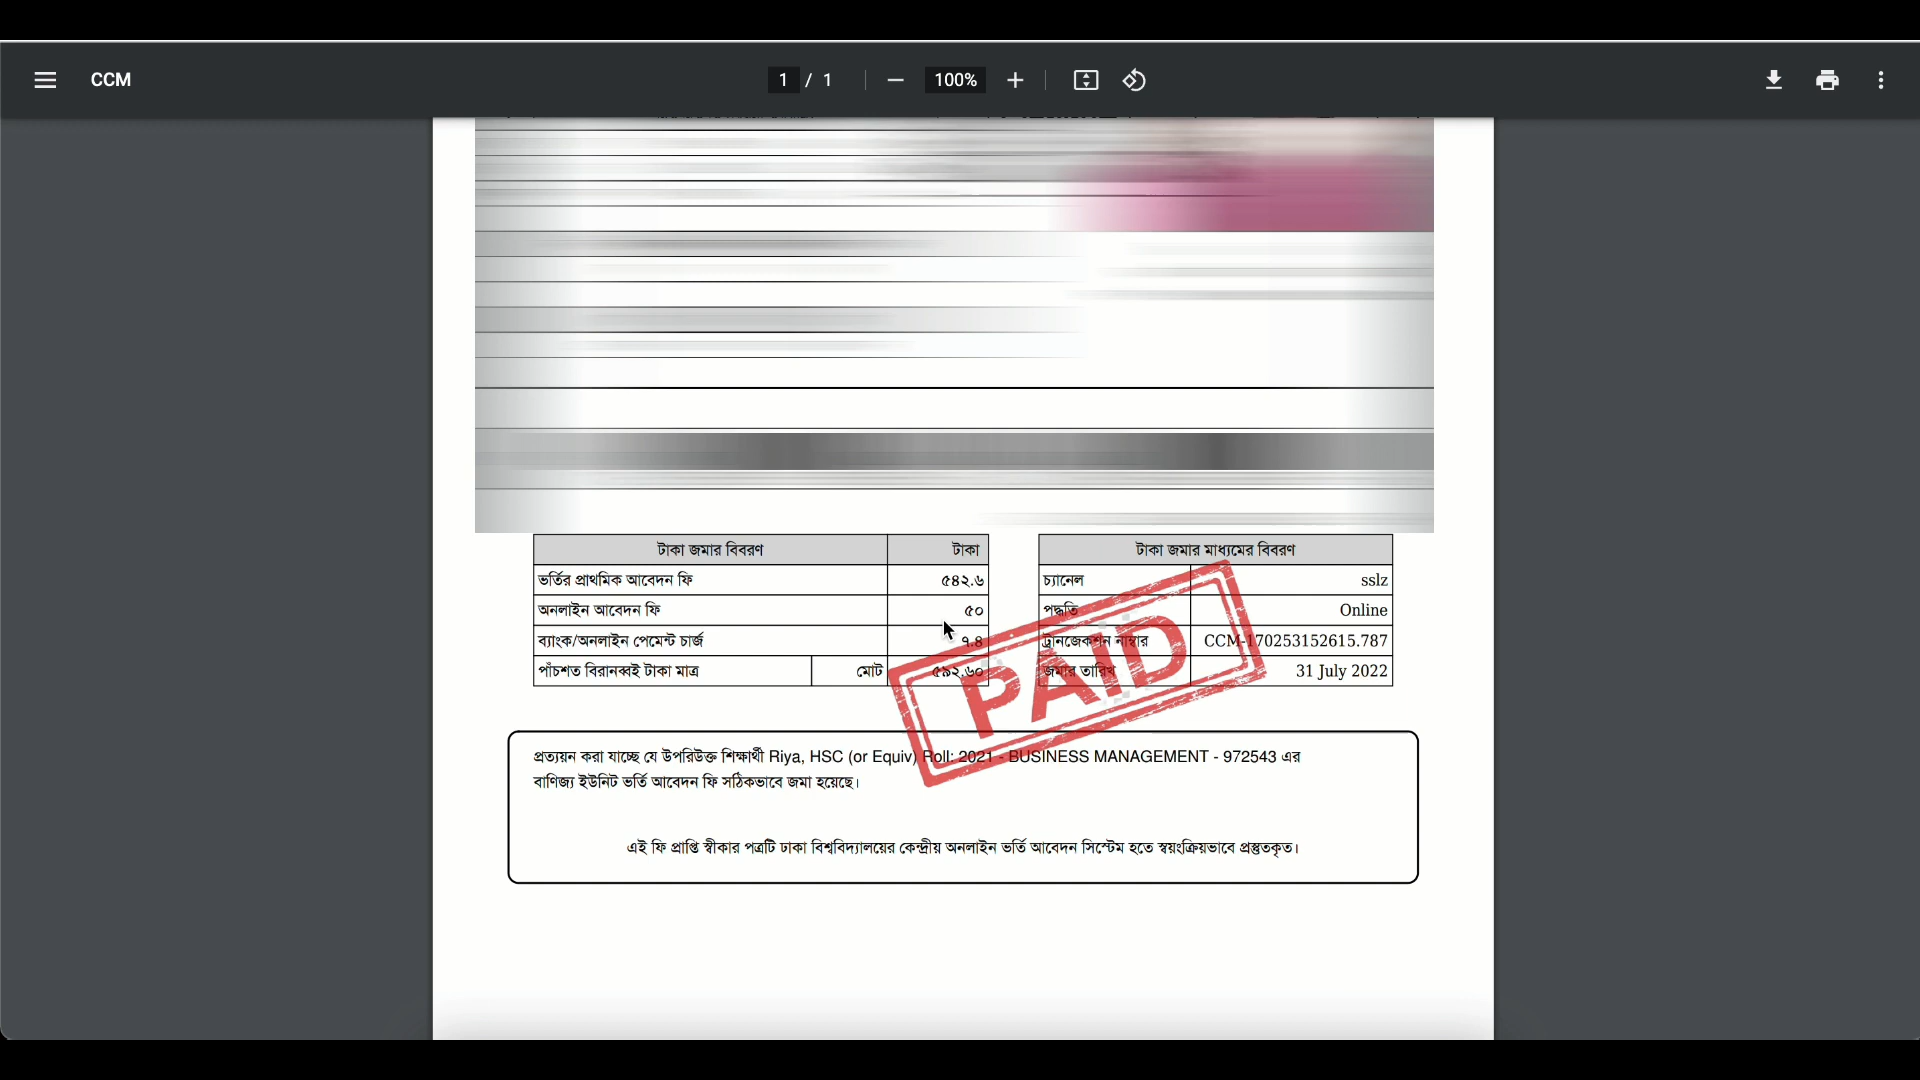 CCM
1 / 1
100%
টাকা জমার বিবরণ টাকা
ভর্তির প্রাথমিক আবেদন ফি ৫৪২.৬
অনলাইন আবেদন ফি ৫০
ব্যাংক/অনলাইন পেমেন্ট চার্জ ৭.৪
পাঁচশত বিরানব্বই টাকা মাত্র মোট ৫৯২.৬০
টাকা জমার মাধ্যমের বিবরণ
চ্যানেল sslz
পদ্ধতি Online
ট্রানজেকশন নাম্বার CCM-170253152615.787
জমার তারিখ 31 July 2022
PAID
প্রত্যয়ন করা যাচ্ছে যে উপরিউক্ত শিক্ষার্থী Riya, HSC (or Equiv) Roll: 2021 - BUSINESS MANAGEMENT - 972543 এর
বাণিজ্য ইউনিট ভর্তি আবেদন ফি সঠিকভাবে জমা হয়েছে।
এই ফি প্রাপ্তি স্বীকার পত্রটি ঢাকা বিশ্ববিদ্যালয়ের কেন্দ্রীয় অনলাইন ভর্তি আবেদন সিস্টেম হতে স্বয়ংক্রিয়ভাবে প্রস্তুতকৃত।